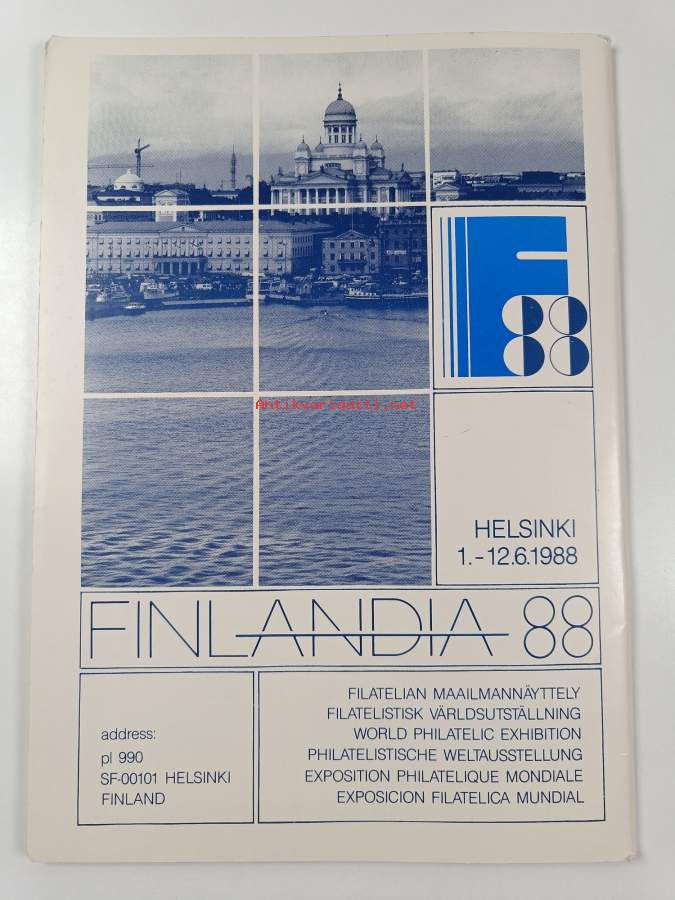 F
88
Antikvariaatti.net
HELSINKI
1.-12.6.1988
FINLANDIA 88
address:
pl 990
SF-00101 HELSINKI
FINLAND
FILATELIAN MAAILMANNÄYTTELY
FILATELISTISK VÄRLDSUTSTÄLLNING
WORLD PHILATELIC EXHIBITION
PHILATELISTISCHE WELTAUSSTELLUNG
EXPOSITION PHILATELIQUE MONDIALE
EXPOSICION FILATELICA MUNDIAL